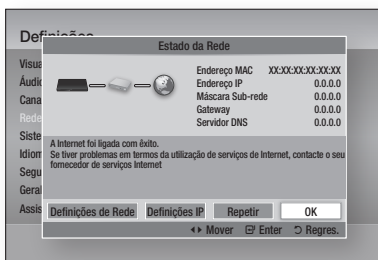 Definições
Estado da Rede
Visua
Áudio
Cana
Rede
Siste
Idiom
Segu
Geral
Assis
Endereço MAC XX:XX:XX:XX:XX:XX
Endereço IP 0.0.0.0
Máscara Sub-rede 0.0.0.0
Gateway 0.0.0.0
Servidor DNS 0.0.0.0
A Internet foi ligada com êxito.
Se tiver problemas em termos da utilização de serviços de Internet, contacte o seu
fornecedor de serviços Internet
Definições de Rede Definições IP Repetir OK
Mover Enter Regres.